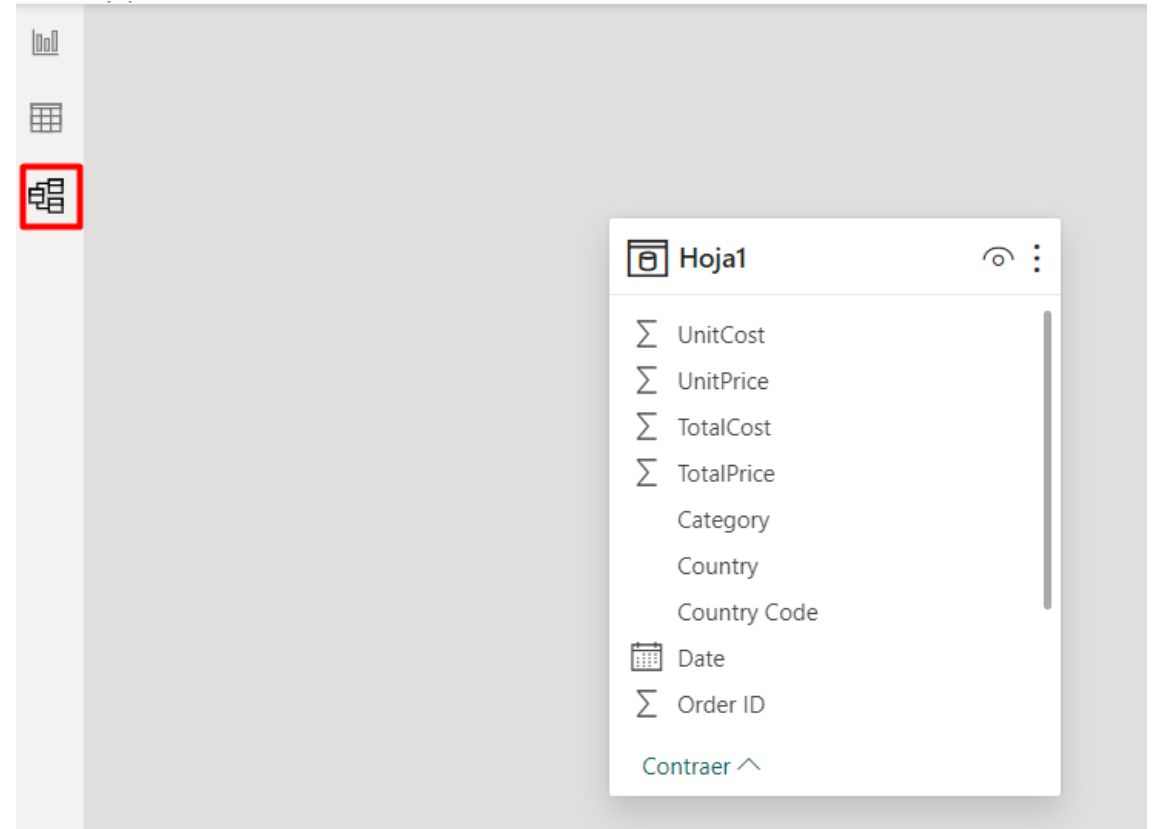 Hoja1
UnitCost
UnitPrice
TotalCost
TotalPrice
Category
Country
Country Code
Date
Order ID
Contraer